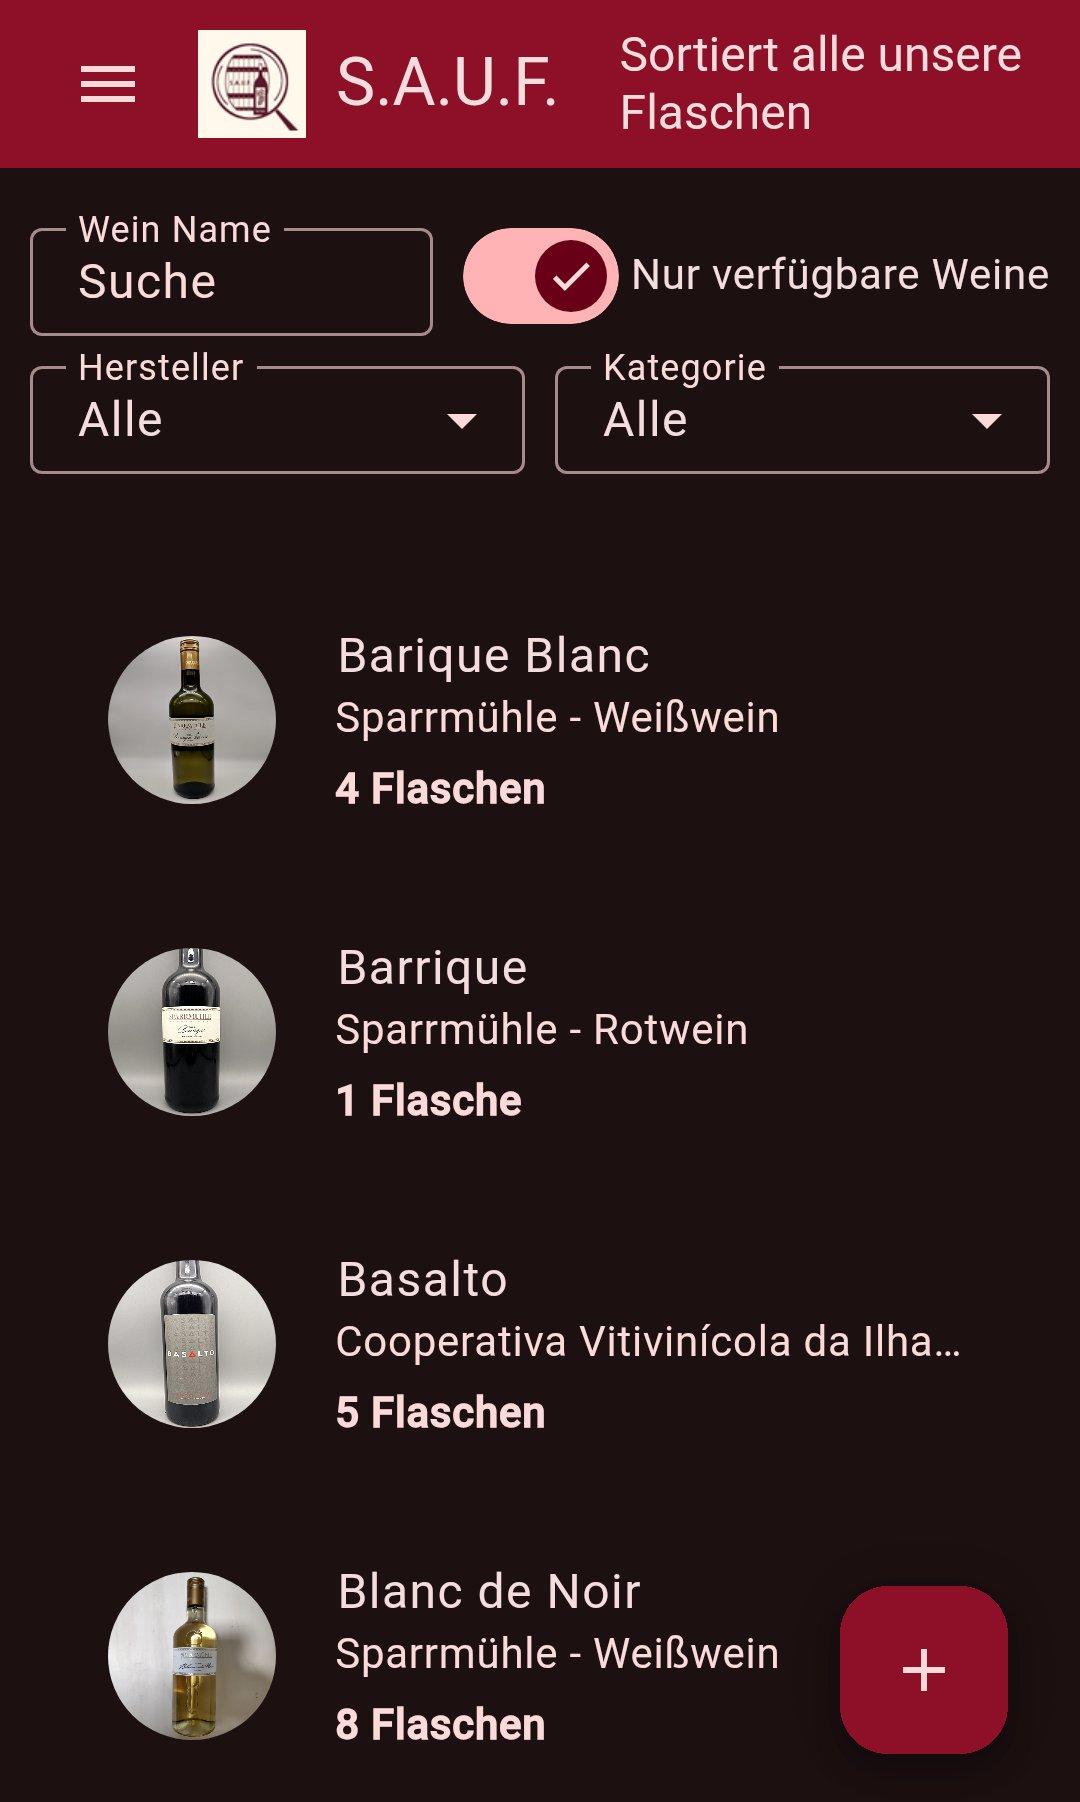 S.A.U.F.
Sortiert alle unsere
Flaschen
Wein Name
Suche
Nur verfügbare Weine
Hersteller
Alle
Kategorie
Alle
Barique Blanc
Sparrmühle - Weißwein
4 Flaschen
Barrique
Sparrmühle - Rotwein
1 Flasche
BASALTO
Basalto
Cooperativa Vitivinícola da Ilha…
5 Flaschen
Blanc de Noir
Sparrmühle - Weißwein
8 Flaschen